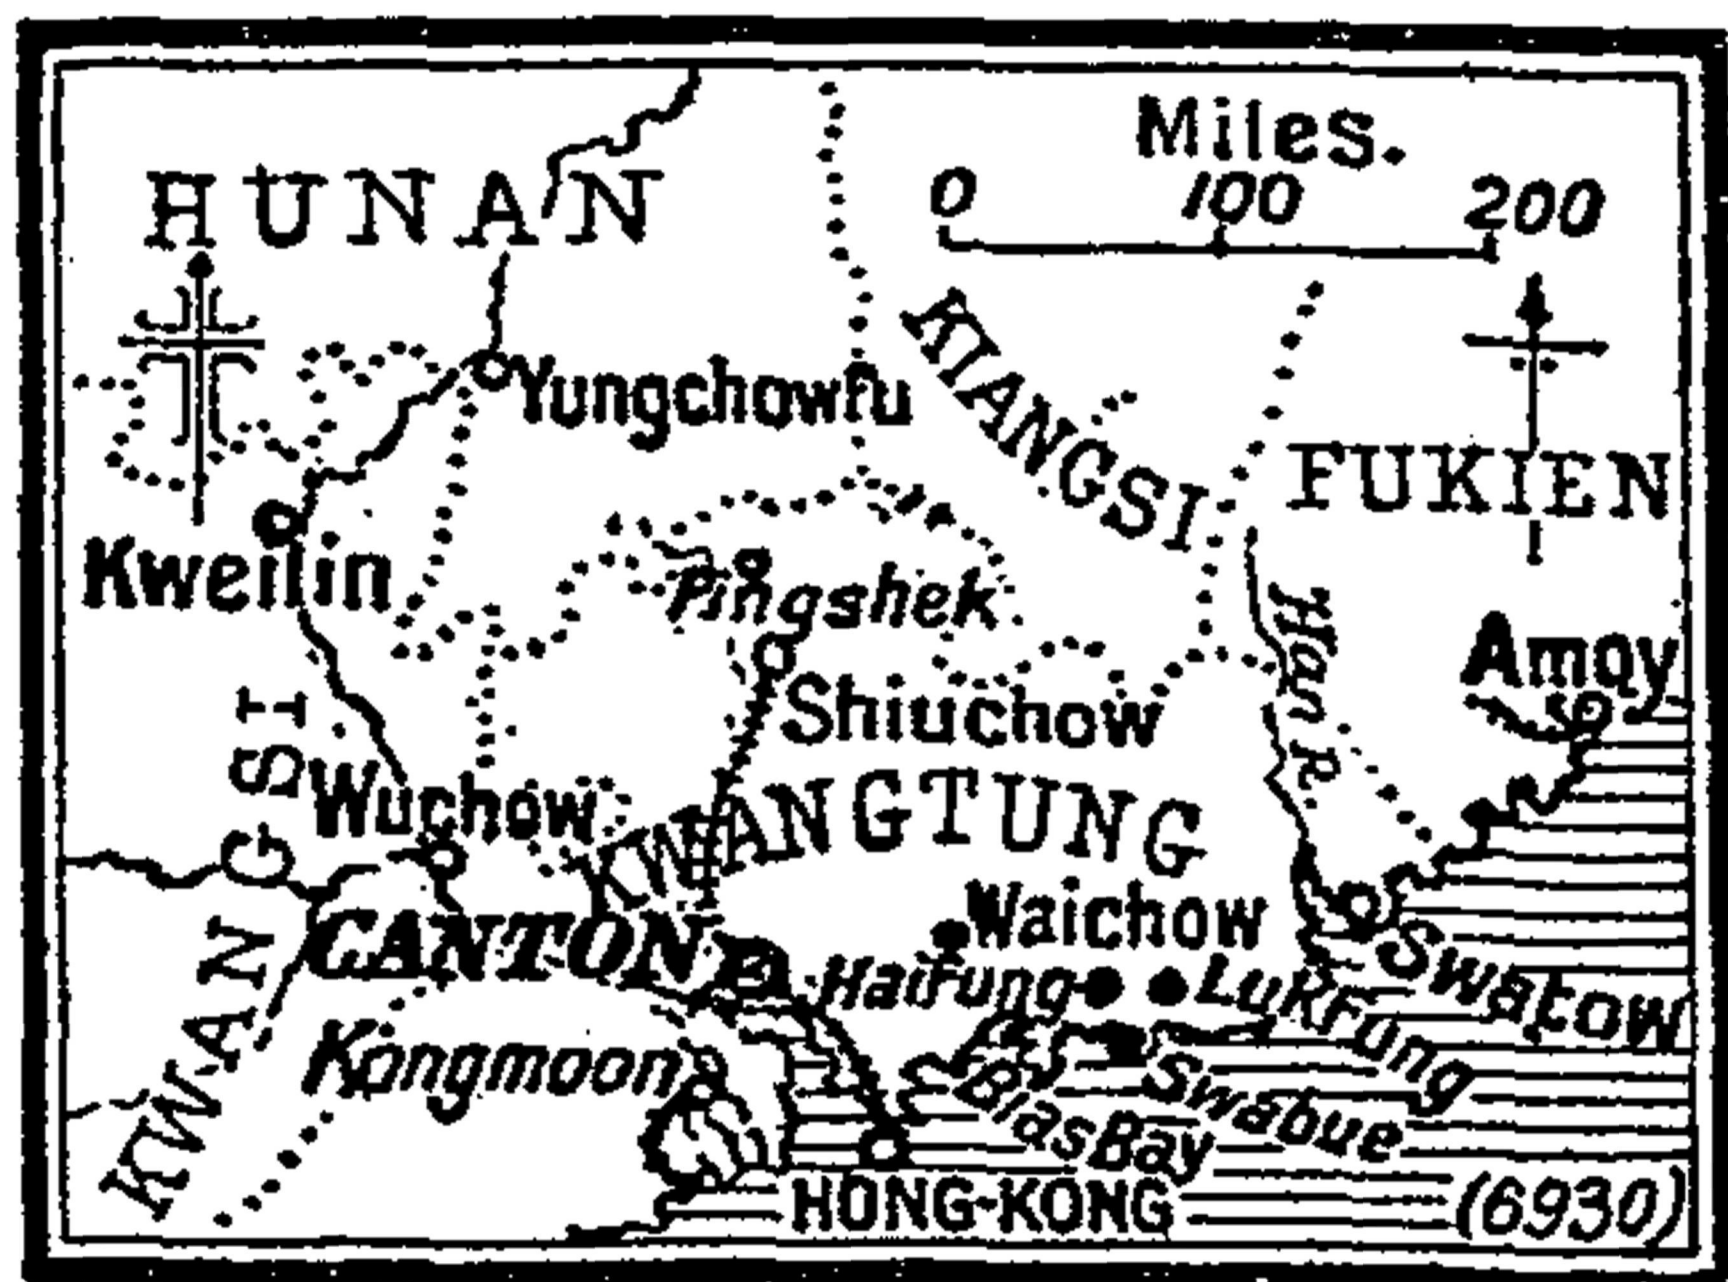 Miles.
0 100 200
HUNAN
KIANGSI
Yungchowfu
FUKIEN
Kweilin
Pingshek
Han R.
Amoy
Shiuchow
KWANGSI
Wuchow
KWANGTUNG
Waichow
CANTON
Haifung
Lukfung
Swatow
Kongmoon
Bias Bay
Swabue
HONG-KONG
(6930)